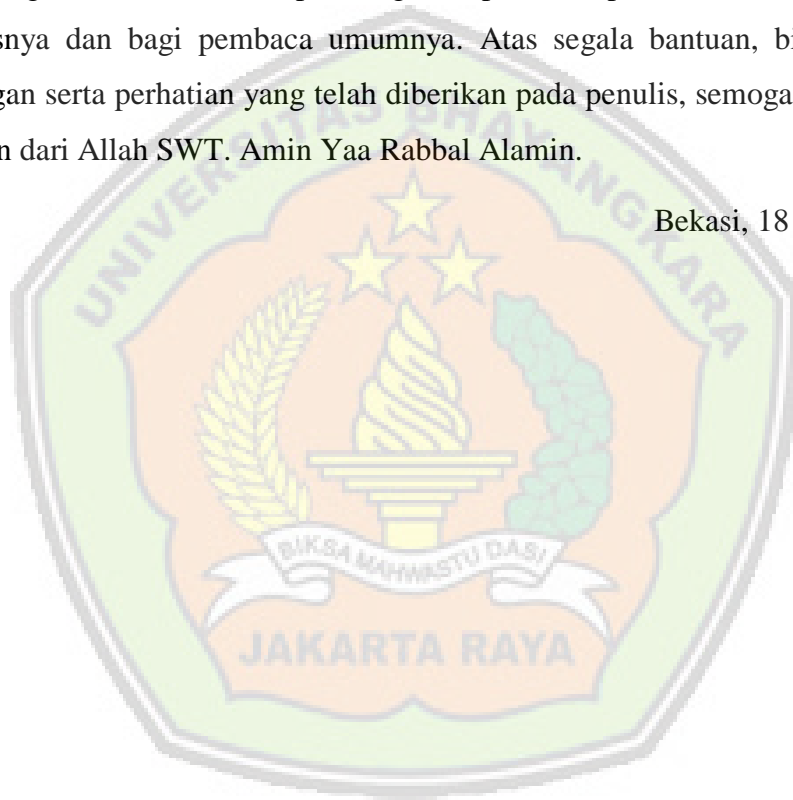 snya dan bagi pembaca umumnya. Atas segala bantuan, bi
gan serta perhatian yang telah diberikan pada penulis, semoga
n dari Allah SWT. Amin Yaa Rabbal Alamin.
Bekasi, 18
UNIVERSITAS BHAYANGKARA
BIKSA MAHWASTU DASI
JAKARTA RAYA